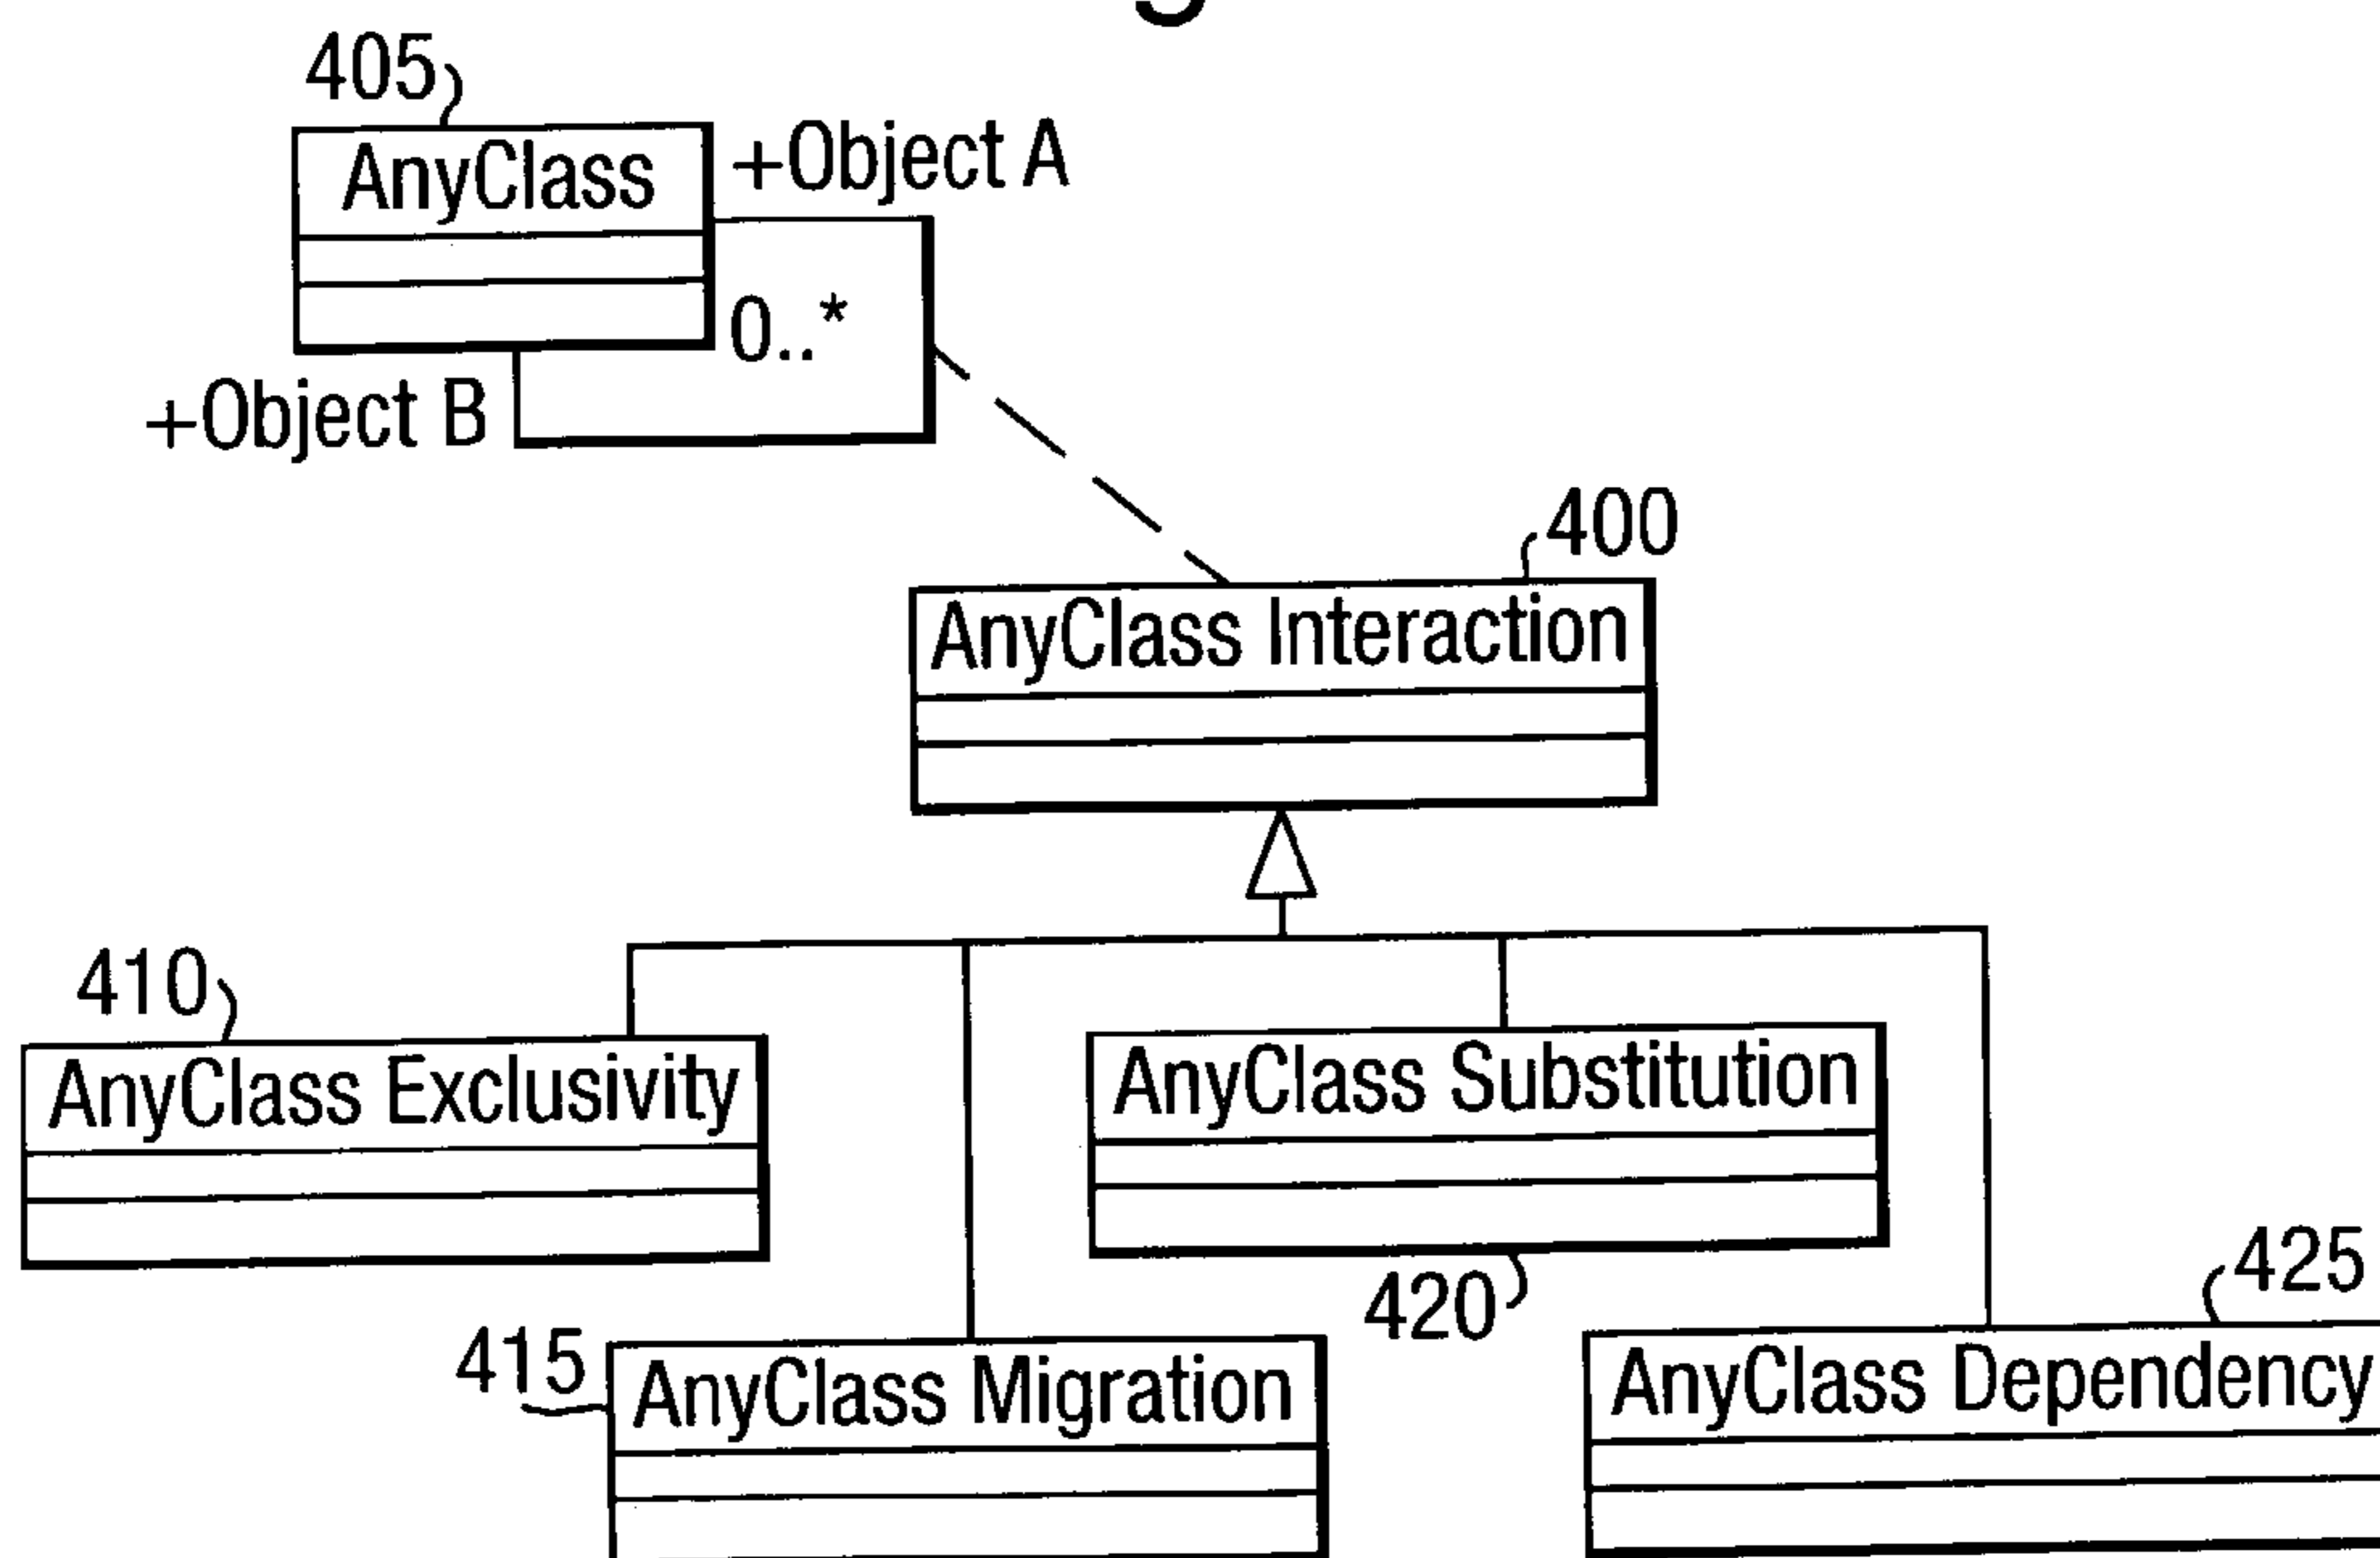 405
AnyClass
+Object A
0..*
+Object B
400
AnyClass Interaction
410
AnyClass Exclusivity
AnyClass Substitution
420
425
415
AnyClass Migration
AnyClass Dependency